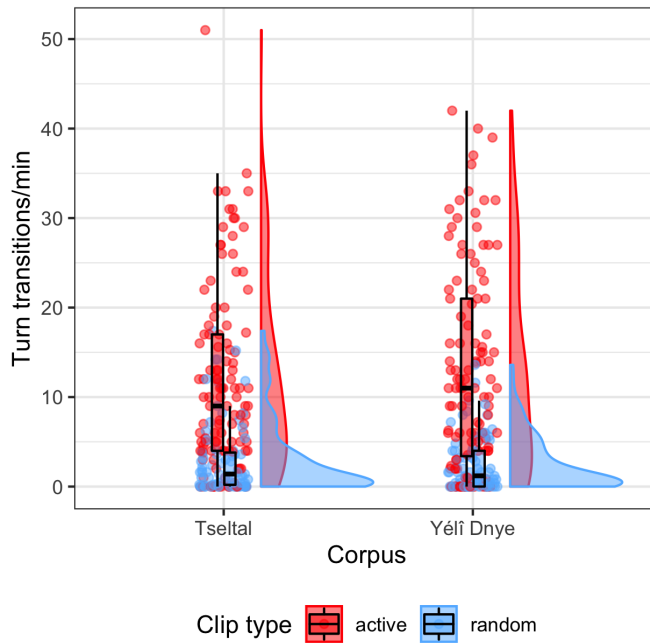 Turn transitions/min
50
40
30
20
10
0
Tseltal
Yélî Dnye
Corpus
Clip type
active
random